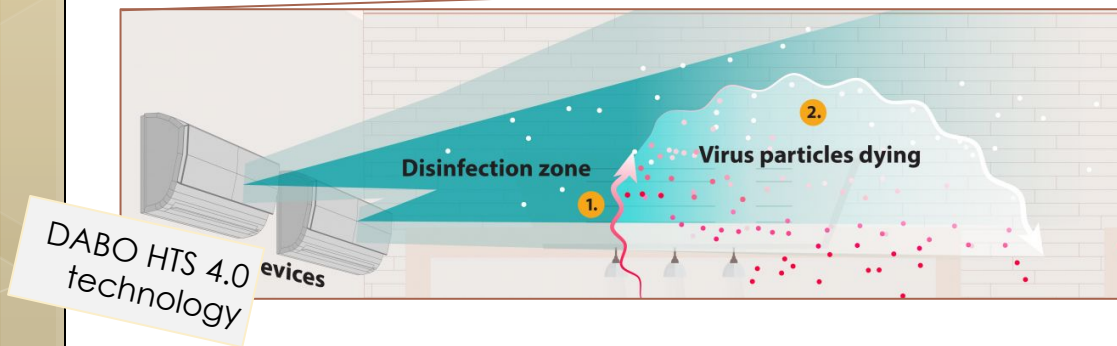 Disinfection zone
1.
2.
Virus particles dying
DABO HTS 4.0
technology
evices